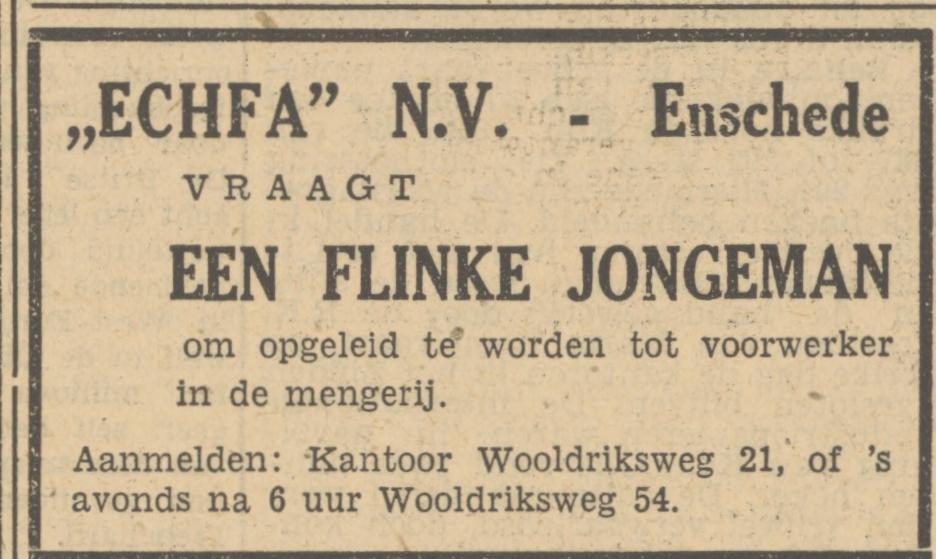 „ECHFA” N.V. - Enschede
VRAAGT
EEN FLINKE JONGEMAN
om opgeleid te worden tot voorwerker
in de mengerij.
Aanmelden: Kantoor Wooldriksweg 21, of 's
avonds na 6 uur Wooldriksweg 54.